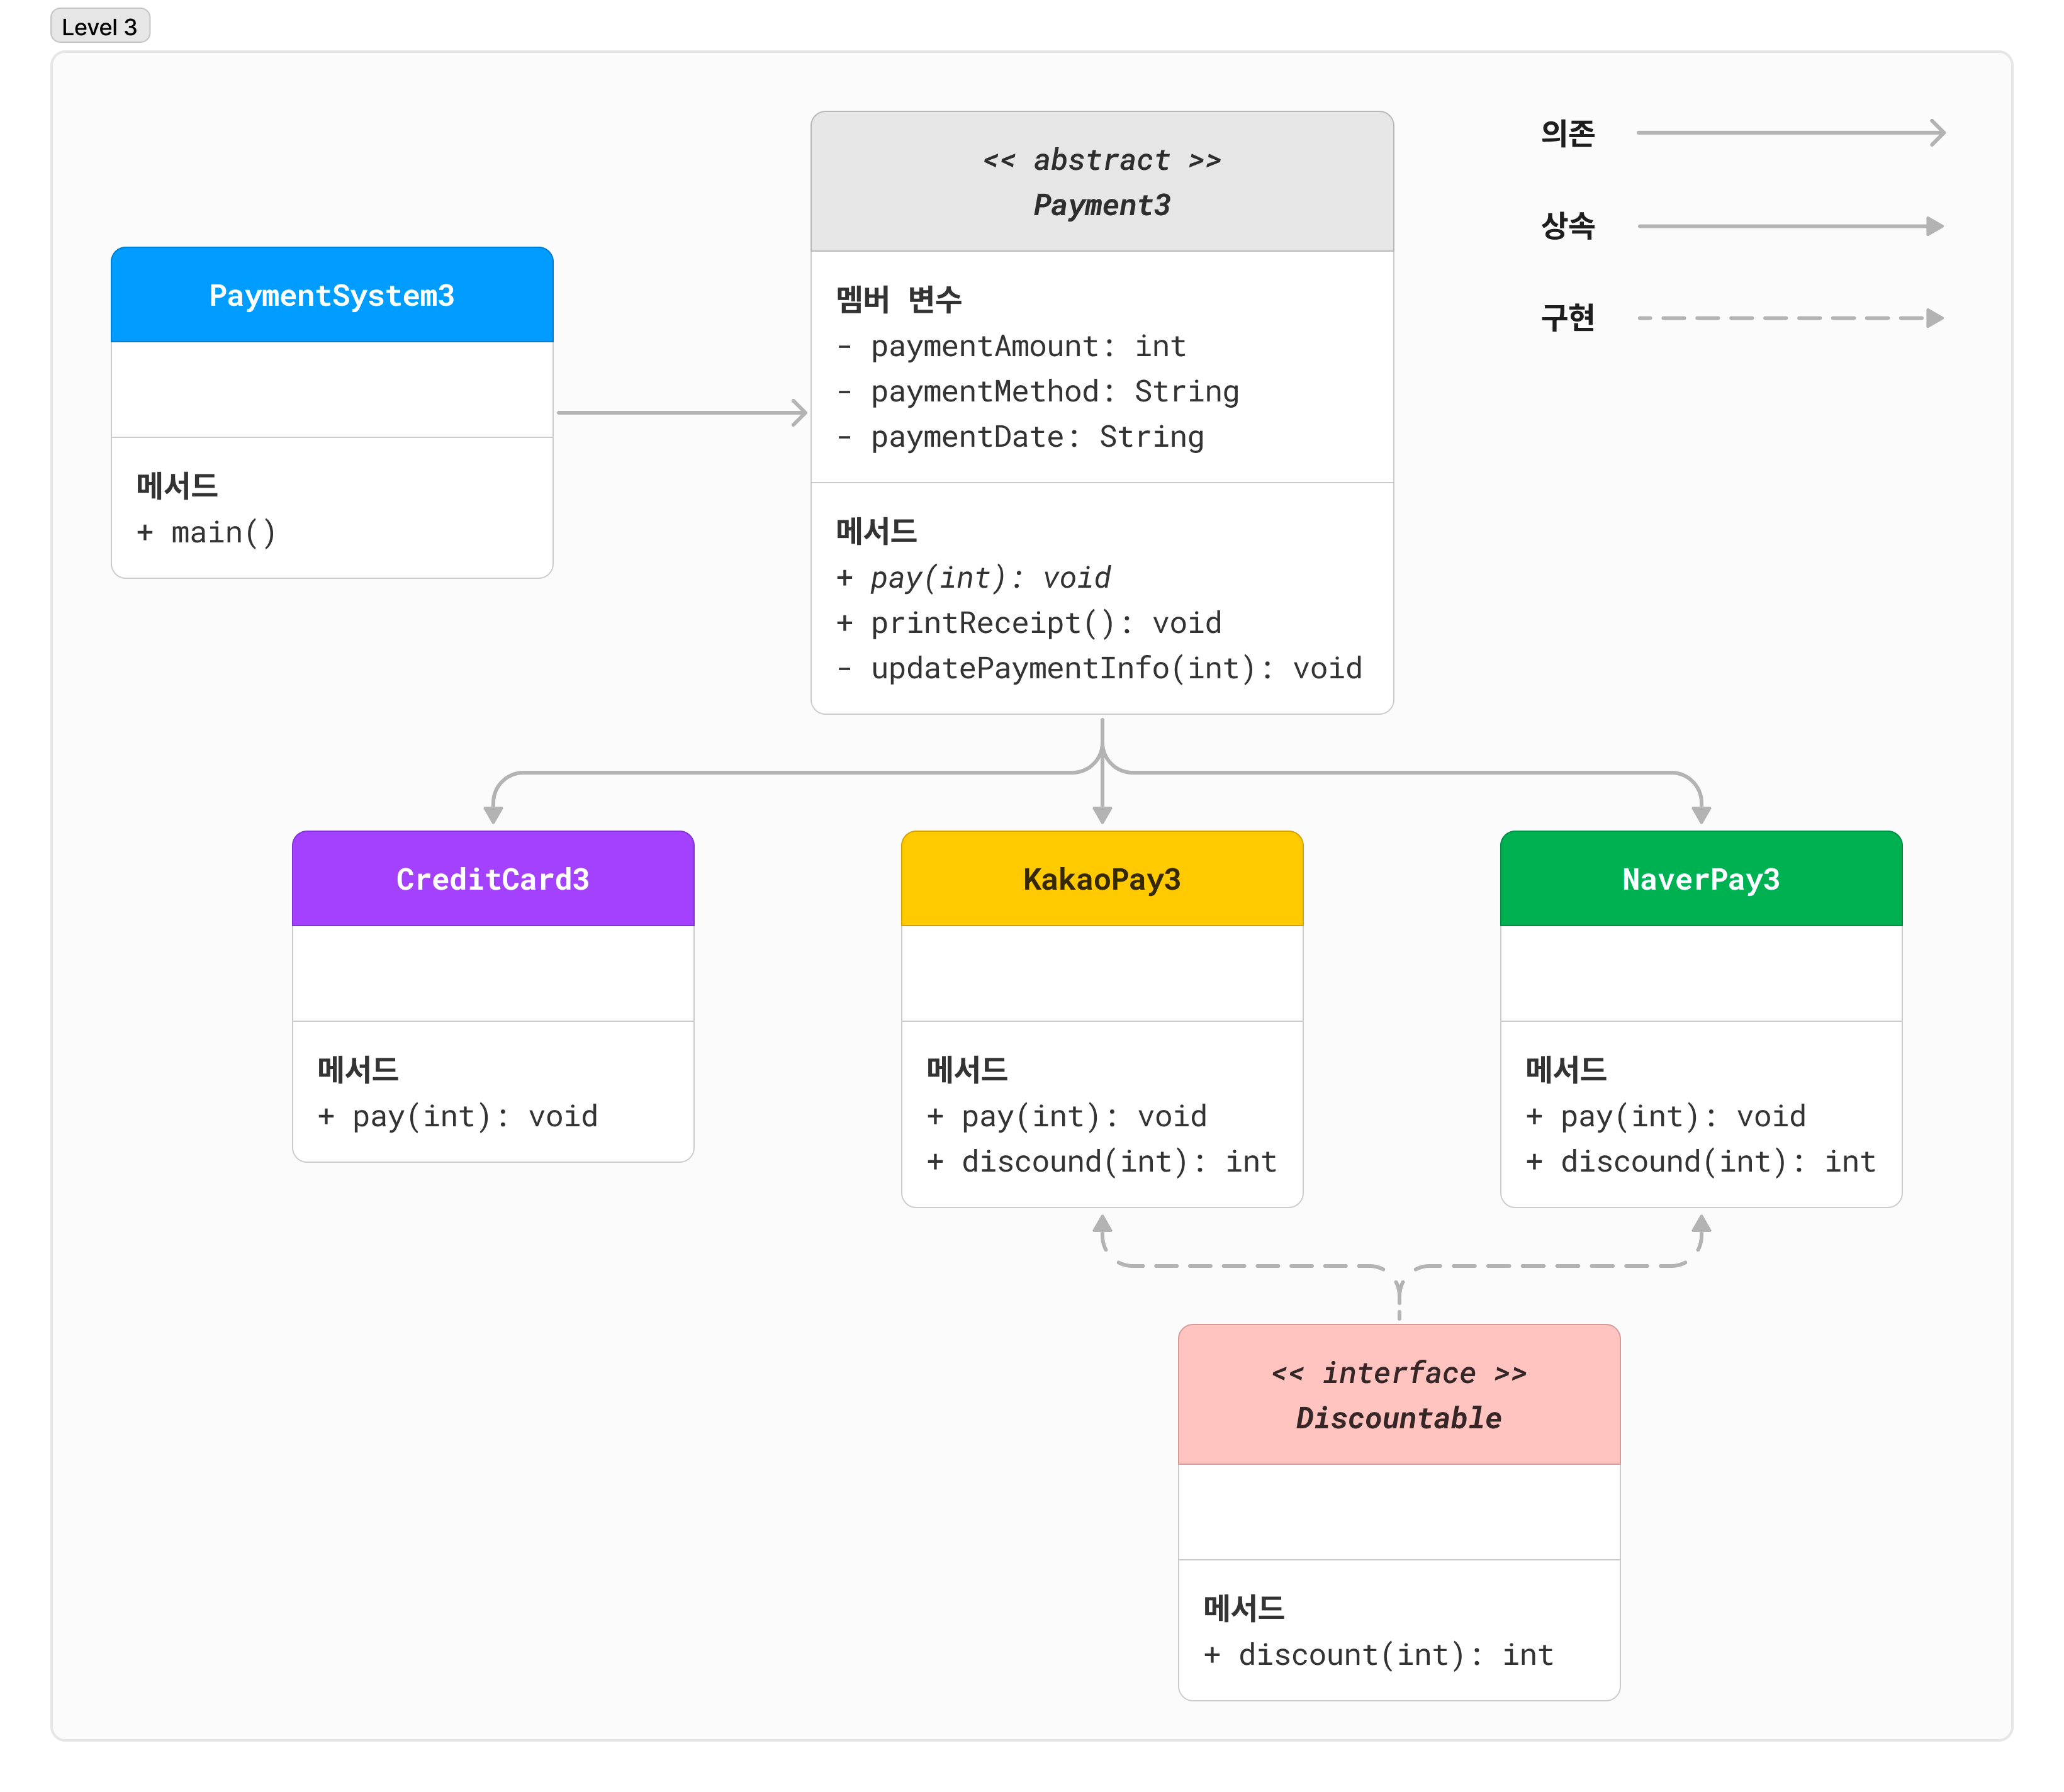 Level 3
<< abstract >>
Payment3
멤버 변수
- paymentAmount: int
- paymentMethod: String
- paymentDate: String
메서드
+ pay(int): void
+ printReceipt(): void
- updatePaymentInfo(int): void
의존
상속
구현
PaymentSystem3
메서드
+ main()
CreditCard3
메서드
+ pay(int): void
KakaoPay3
메서드
+ pay(int): void
+ discound(int): int
NaverPay3
메서드
+ pay(int): void
+ discound(int): int
<< interface >>
Discountable
메서드
+ discount(int): int